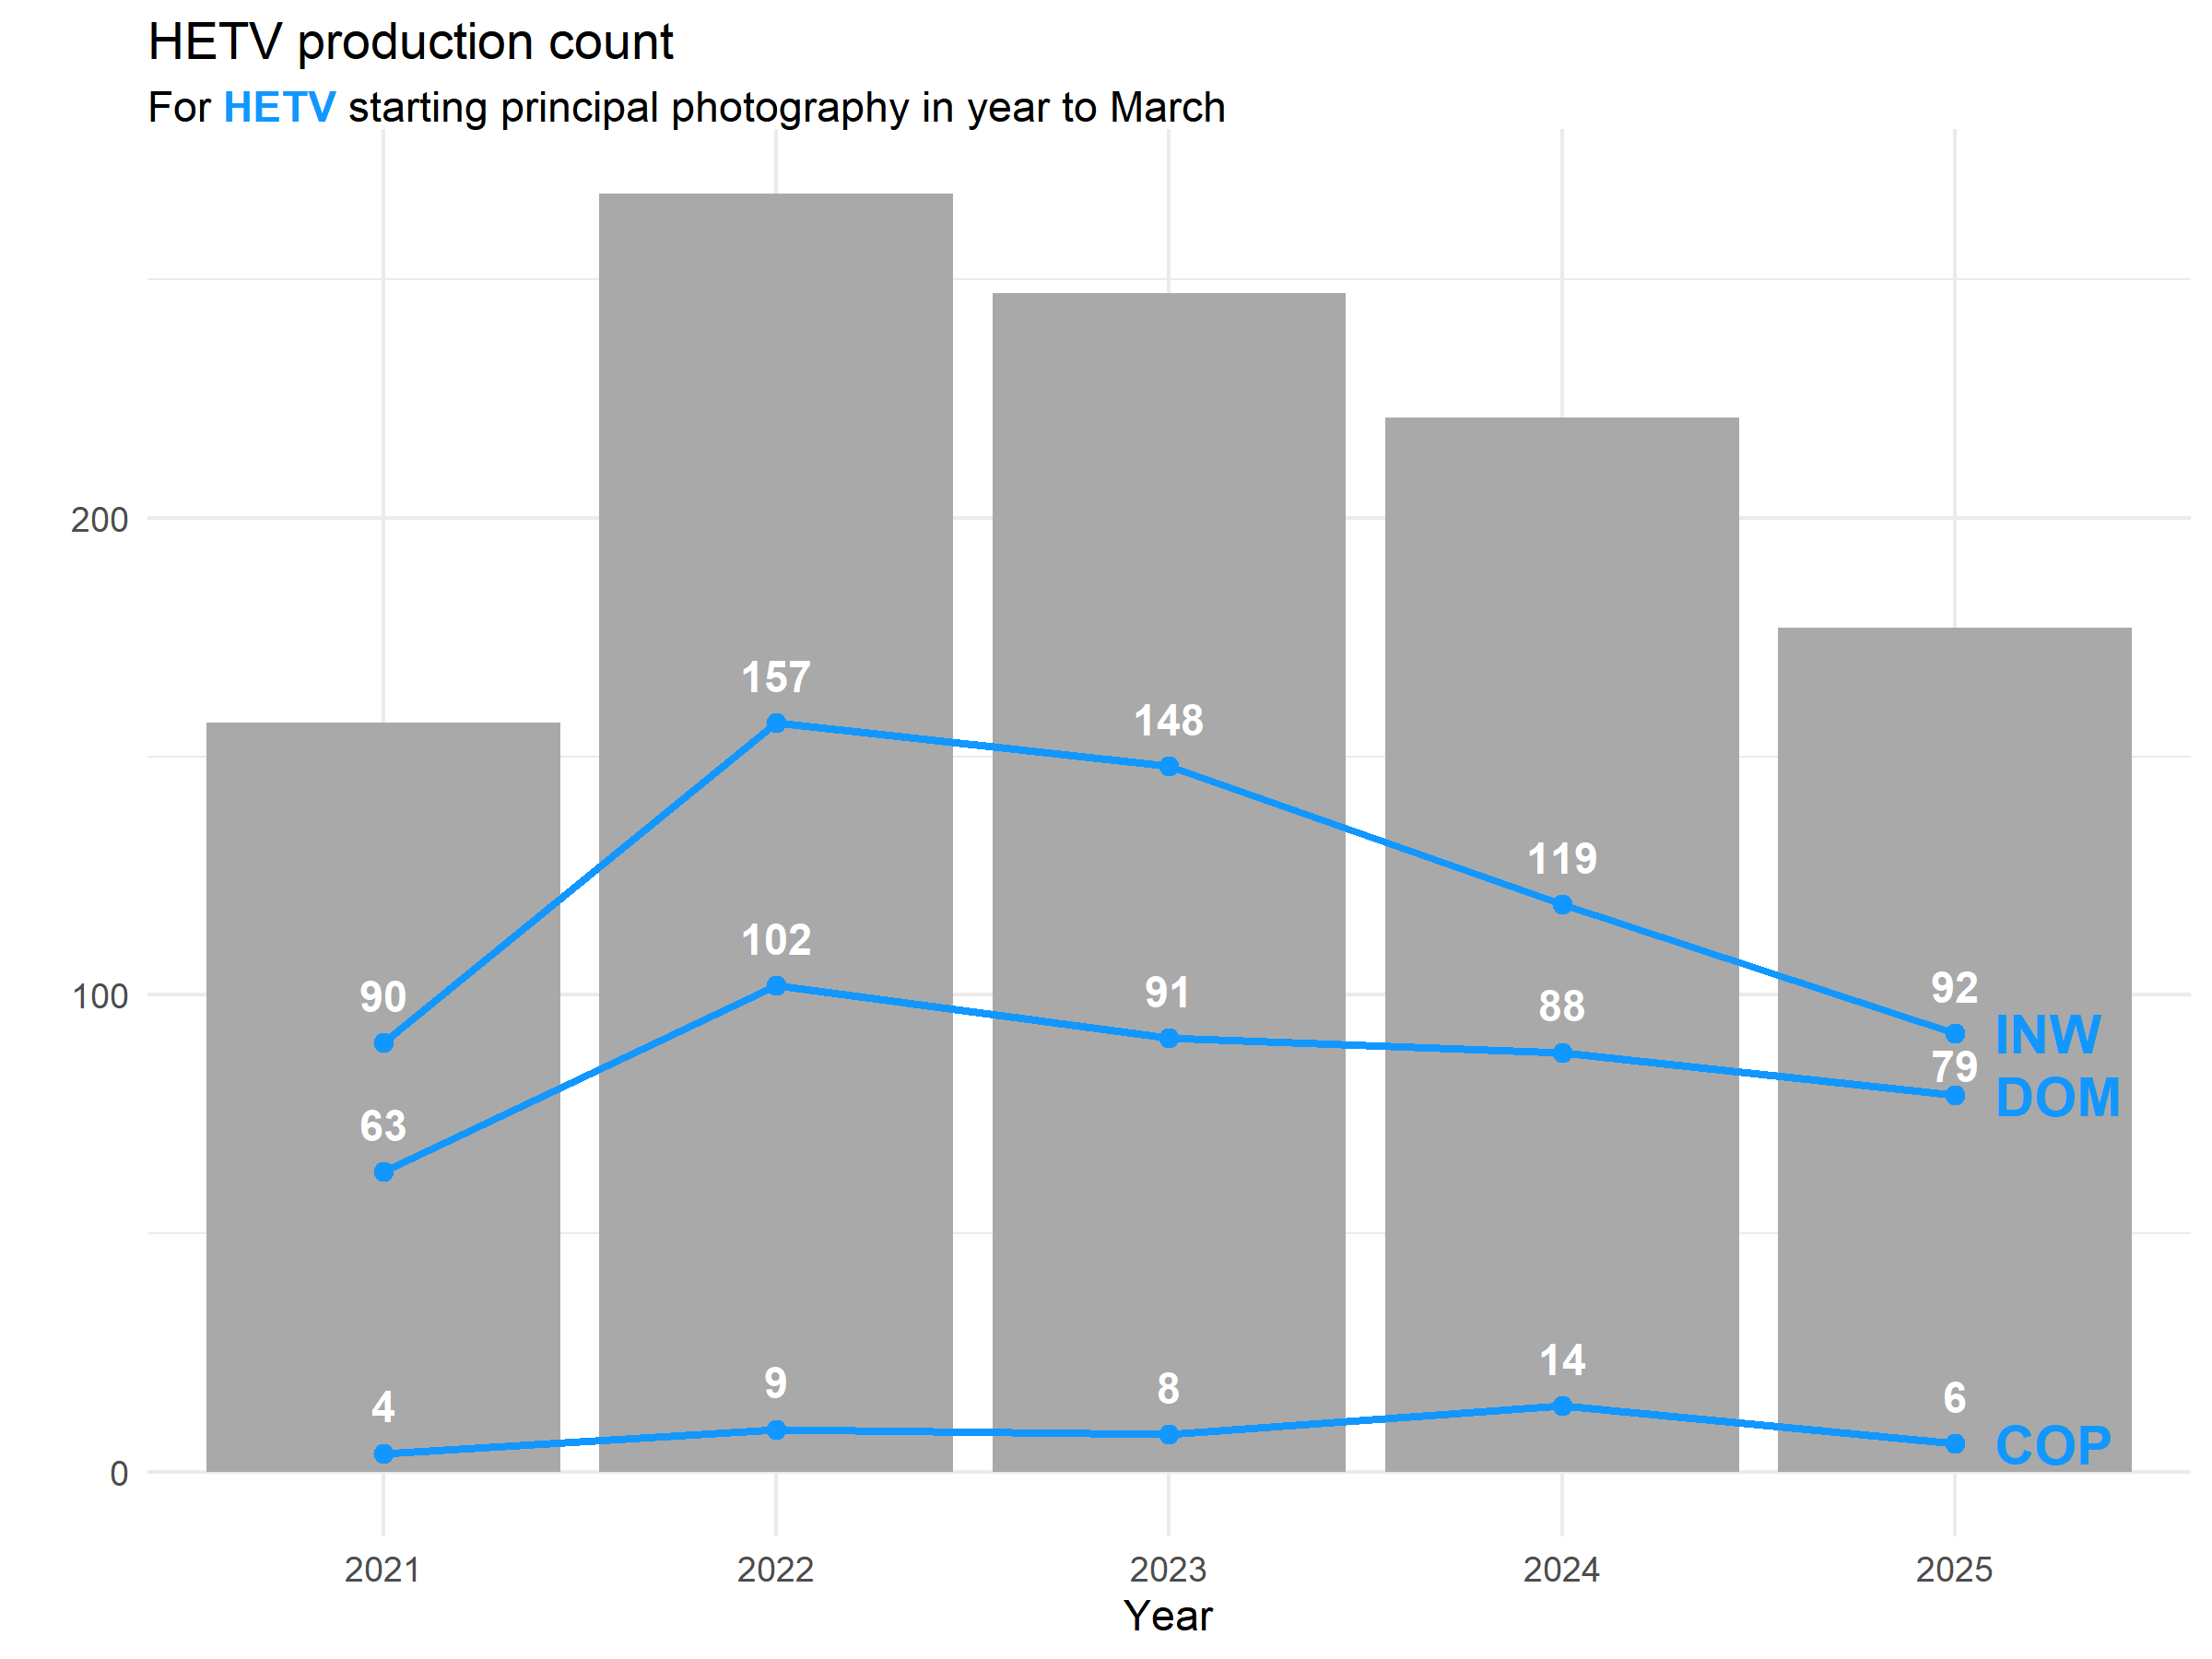 HETV production count
For HETV starting principal photography in year to March
200
100
0
157
148
119
102
90
92
91
88
79
63
INW
DOM
4
9
8
14
6
COP
2021 2022 2023 2024 2025
Year